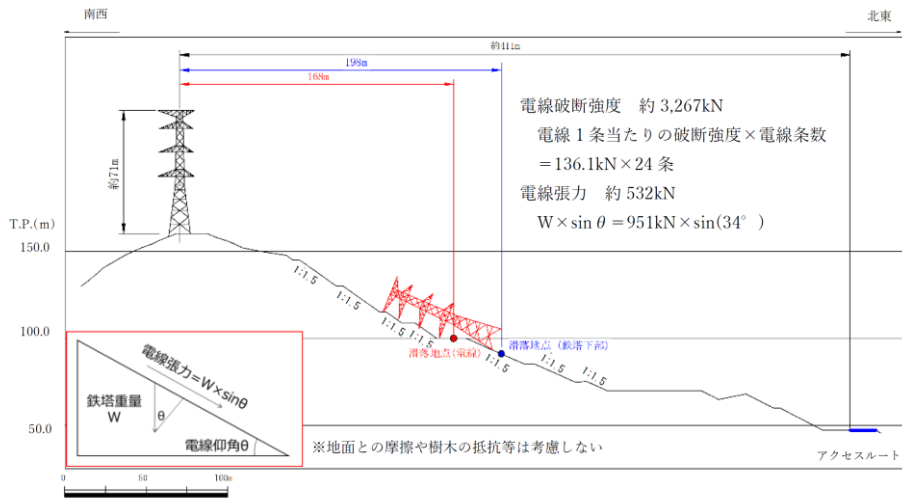 南西
北東
約411m
198m
168m
電線破断強度 約 3,267kN
電線 1 条当たりの破断強度×電線条数
=136.1kN×24 条
電線張力 約 532kN
W×sin θ=951kN×sin(34° )
約71m
T.P.(m)
150.0
1:1.5
1:1.5
1:1.5
1:1.5
100.0
滑落地点(電線)
滑落地点 (鉄塔下部)
1:1.5
1:1.5
1:1.5
電線張力=W×sinθ
鉄塔重量
W
θ
電線仰角θ
50.0
※地面との摩擦や樹木の抵抗等は考慮しない
アクセスルート
0
50
100m